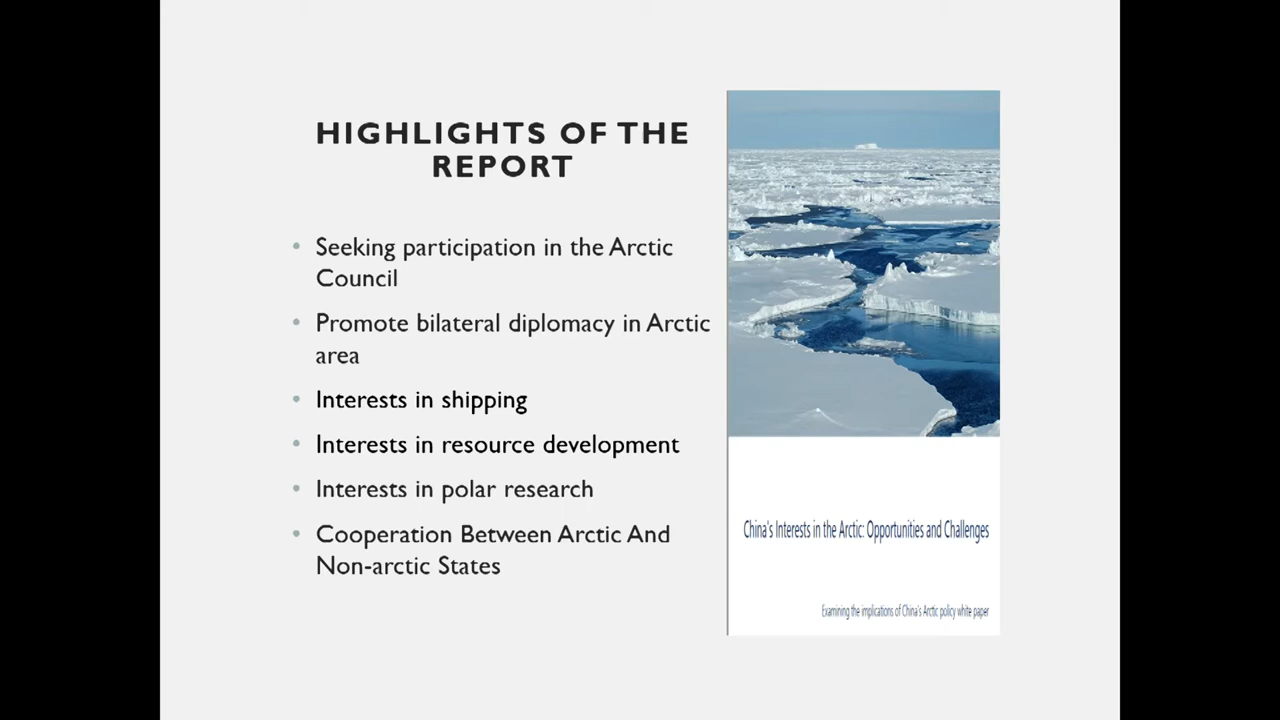 HIGHLIGHTS OF THE
REPORT
• Seeking participation in the Arctic
Council
• Promote bilateral diplomacy in Arctic
area
• Interests in shipping
• Interests in resource development
• Interests in polar research
• Cooperation Between Arctic And
Non-arctic States
China's Interests in the Arctic: Opportunities and Challenges
Examining the implications of China's Arctic policy white paper